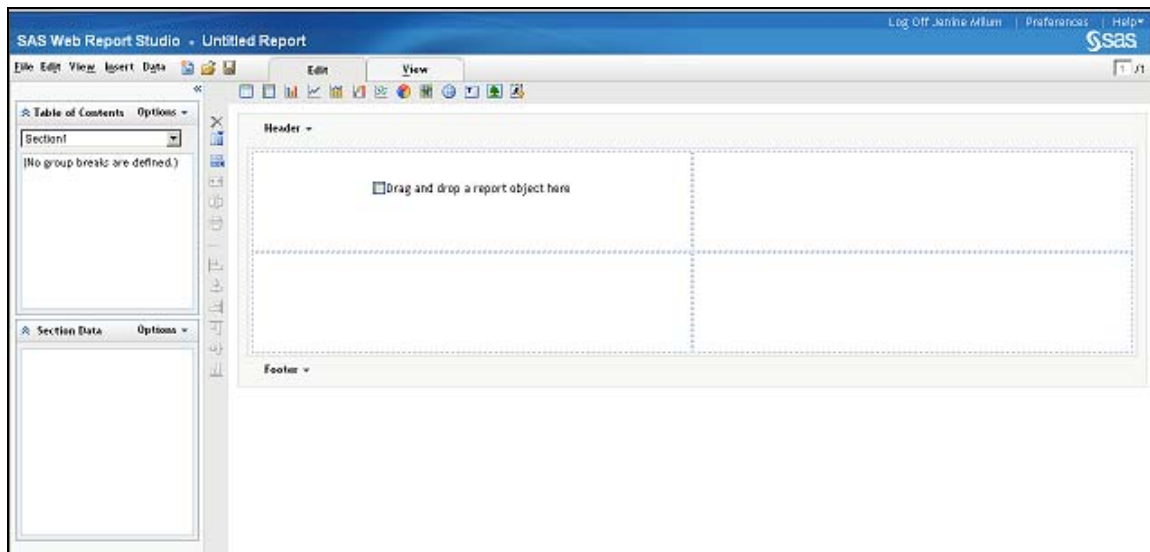 Log Off Janine Milum | Preferences | Help
SAS Web Report Studio - Untitled Report
sas
File Edit View Insert Data
Edit
View
1 /1
Table of Contents Options
Section1
(No group breaks are defined.)
Header
Drag and drop a report object here
Section Data Options
Footer